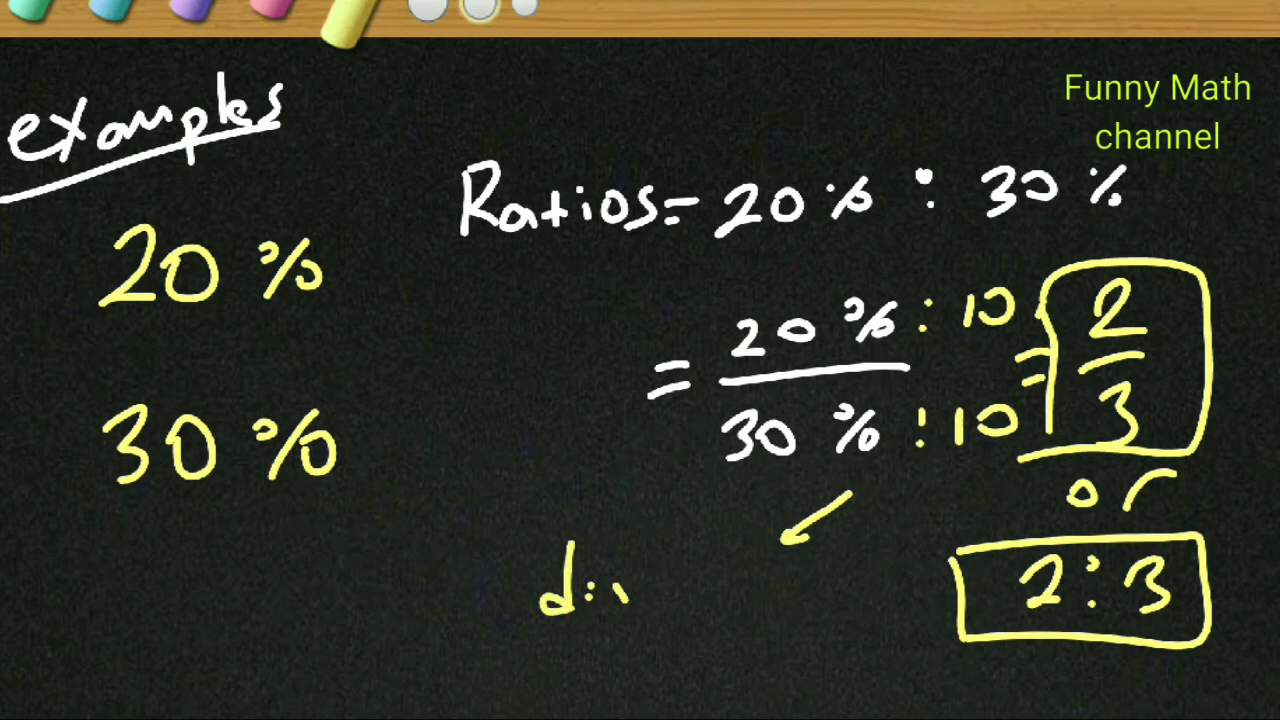 Funny Math
channel
examples
Ratios = 20 % : 30 %
20 %
= 20 % : 10 = 2
30 % : 10 3
30 %
or
2 : 3